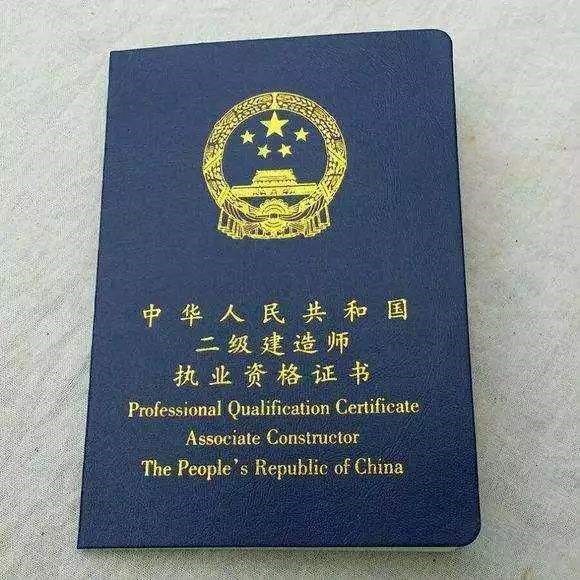 中华人民共和国
二级建造师
执业资格证书
Professional Qualification Certificate
Associate Constructor
The People's Republic of China